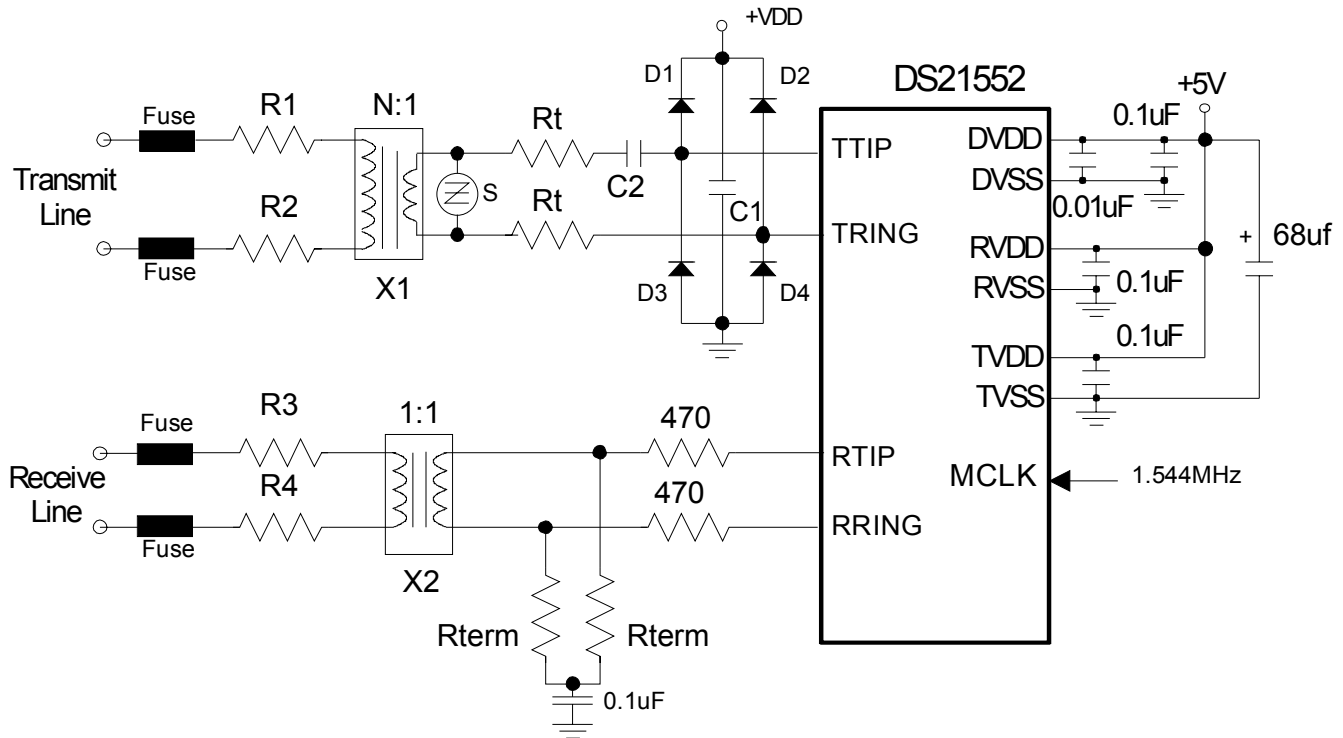 +VDD
D1
D2
DS21552
+5V
Fuse
R1
N:1
Rt
0.1uF
TTIP
DVDD
C2
DVSS
Transmit
Line
S
R2
Rt
C1
0.01uF
TRING
RVDD
+
68uf
Fuse
X1
D3
D4
RVSS
0.1uF
0.1uF
TVDD
TVSS
Fuse
R3
1:1
470
RTIP
Receive
Line
R4
470
MCLK
1.544MHz
RRING
Fuse
X2
Rterm
Rterm
0.1uF